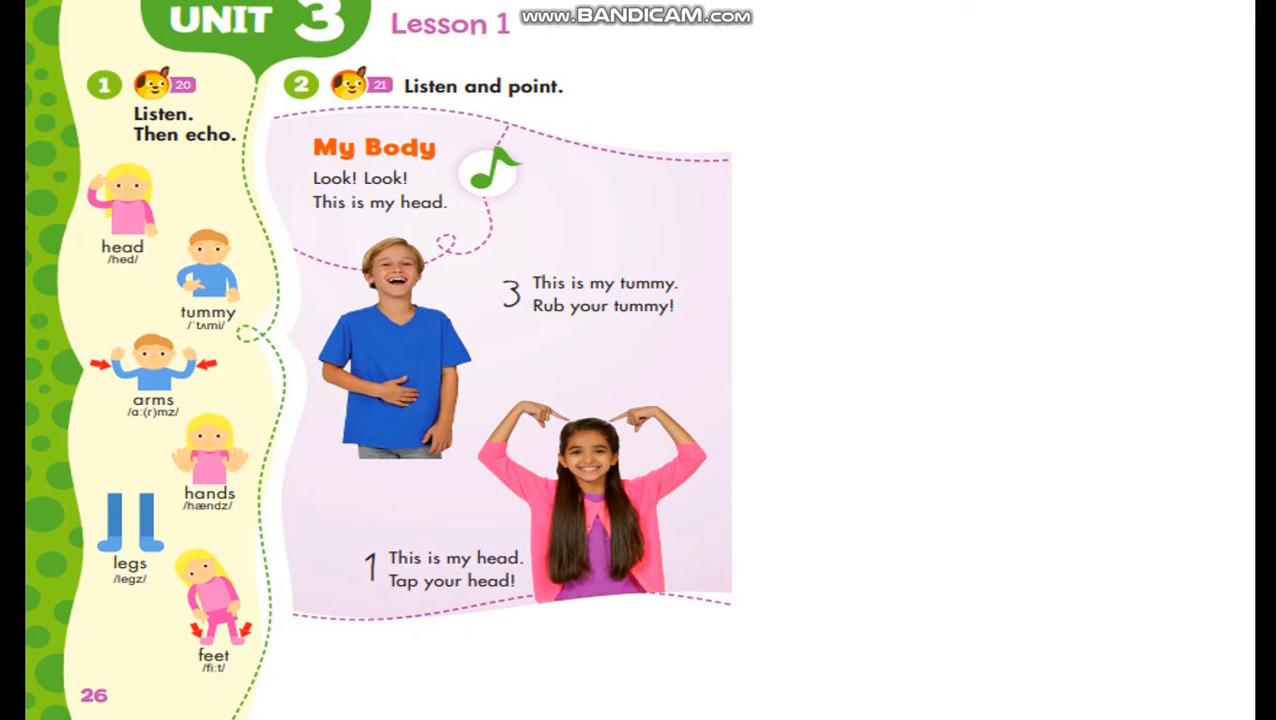 www.BANDICAM.com
UNIT 3
Lesson 1
1
20
Listen.
Then echo.
head
/hed/
tummy
/ˈtʌmi/
arms
/ɑː(r)mz/
hands
/hændz/
legs
/legz/
feet
/fiːt/
26
2
21
Listen and point.
My Body
Look! Look!
This is my head.
3
This is my tummy.
Rub your tummy!
1
This is my head.
Tap your head!